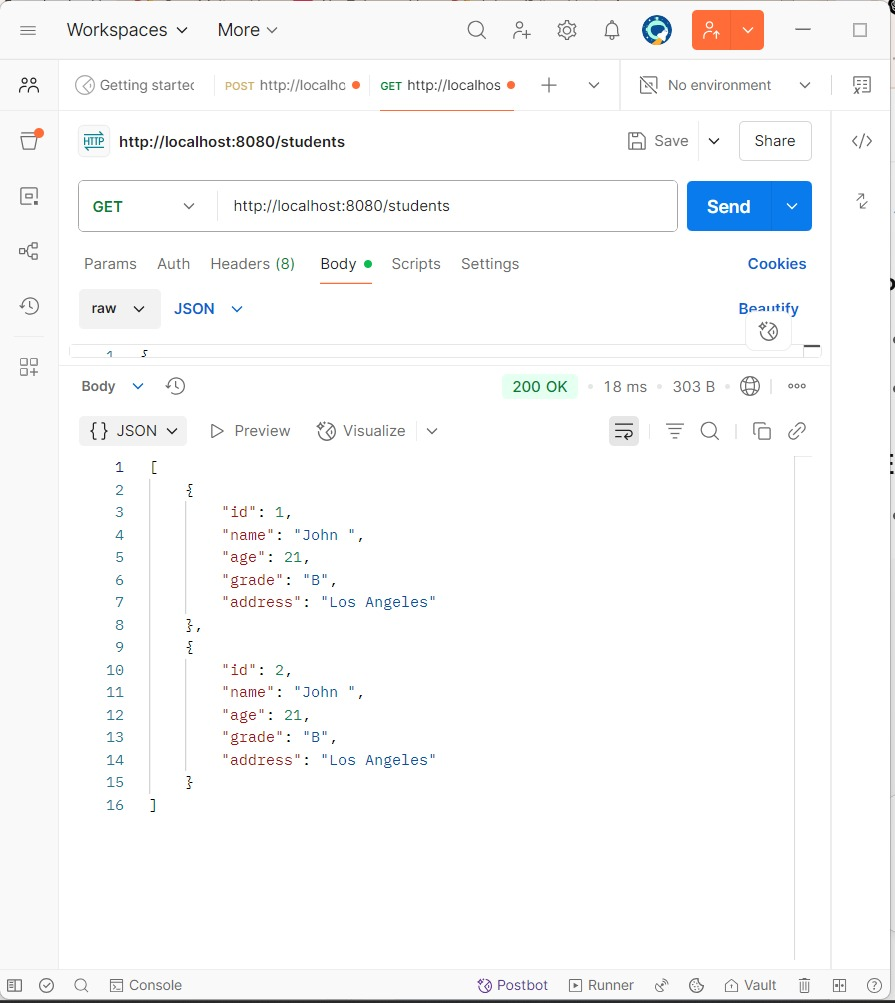 Workspaces More
Getting started POST http://localho GET http://localhos No environment
HTTP http://localhost:8080/students Save Share
GET http://localhost:8080/students Send
Params Auth Headers (8) Body Scripts Settings Cookies
raw JSON Beautify
1 {
Body 200 OK 18 ms 303 B
{} JSON Preview Visualize
1 [
2 {
3 "id": 1,
4 "name": "John ",
5 "age": 21,
6 "grade": "B",
7 "address": "Los Angeles"
8 },
9 {
10 "id": 2,
11 "name": "John ",
12 "age": 21,
13 "grade": "B",
14 "address": "Los Angeles"
15 }
16 ]
Console Postbot Runner Vault